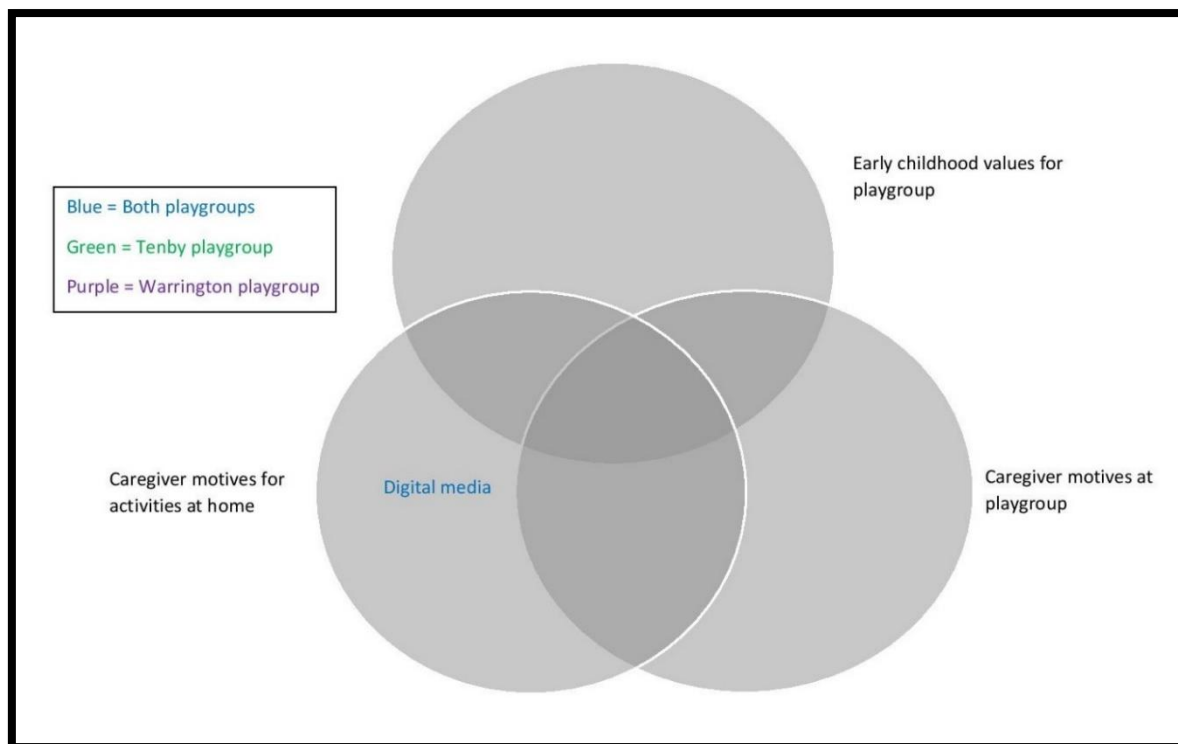 Early childhood values for
playgroup
Blue = Both playgroups
Green = Tenby playgroup
Purple = Warrington playgroup
Caregiver motives for
activities at home
Digital media
Caregiver motives at
playgroup